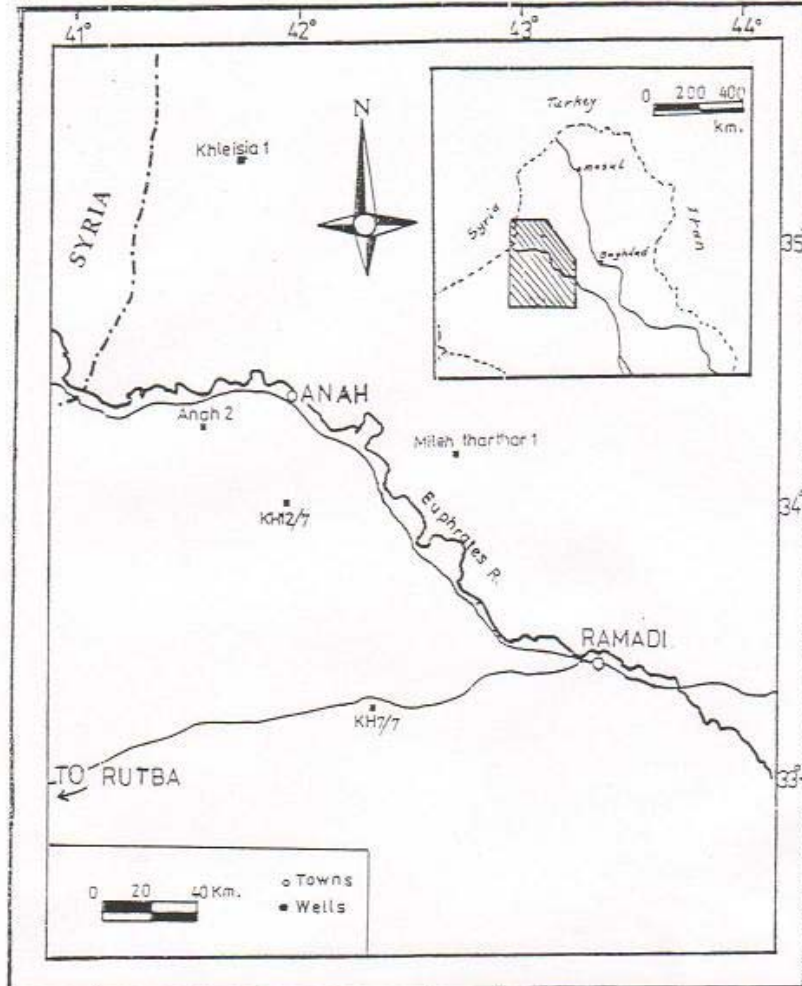 41° 42° 43° 44°
N
Khleisia 1
SYRIA
0 200 400
km.
Turkey
mosul
Syria
Iran
Baghdad
35
ANAH
Anah 2
Mileh tharthar 1
34
KH12/7
Euphrates R.
RAMADI
KH7/7
TO RUTBA
33
0 20 40 Km.
Towns
Wells